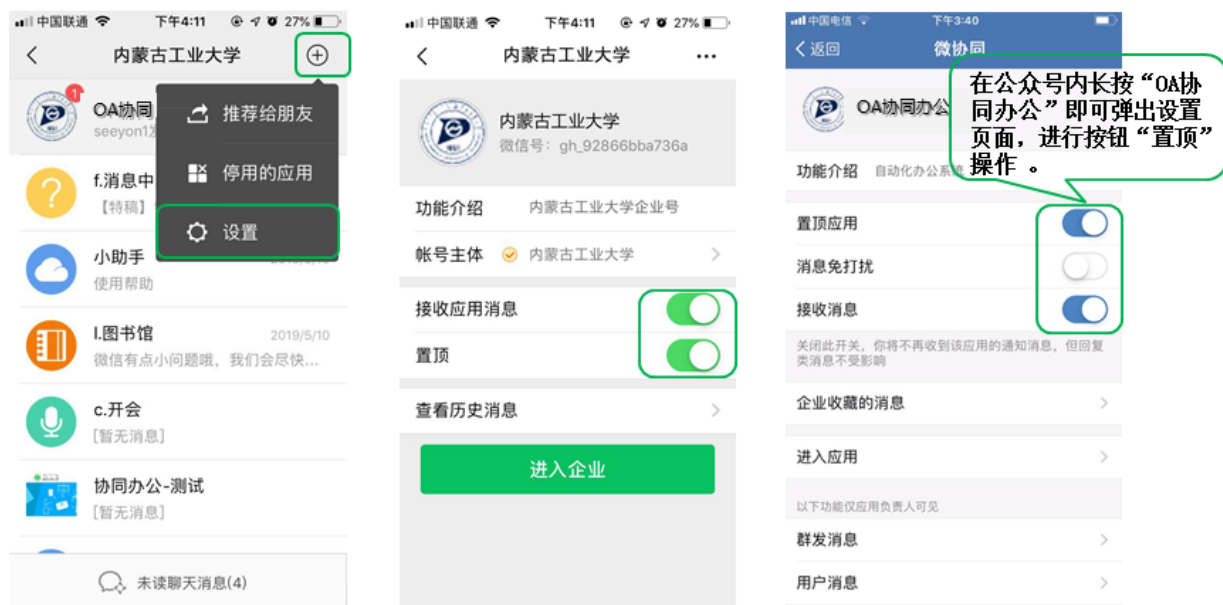 中国联通 下午4:11 27%
内蒙古工业大学
1
OA协同
seeyon1
推荐给朋友
停用的应用
设置
f.消息中
【特稿】
小助手
使用帮助
I.图书馆 2019/5/10
微信有点小问题哦，我们会尽快...
c.开会
[暂无消息]
协同办公-测试
[暂无消息]
未读聊天消息(4)
中国联通 下午4:11 27%
内蒙古工业大学
内蒙古工业大学
微信号：gh_92866bba736a
功能介绍 内蒙古工业大学企业号
帐号主体 内蒙古工业大学
接收应用消息
置顶
查看历史消息
进入企业
中国电信 下午3:40
返回 微协同
OA协同办公
功能介绍 自动化办公系统
在公众号内长按“OA协
同办公”即可弹出设置
页面，进行按钮“置顶”
操作 。
置顶应用
消息免打扰
接收消息
关闭此开关，你将不再收到该应用的通知消息，但回复
类消息不受影响
企业收藏的消息
进入应用
以下功能仅应用负责人可见
群发消息
用户消息